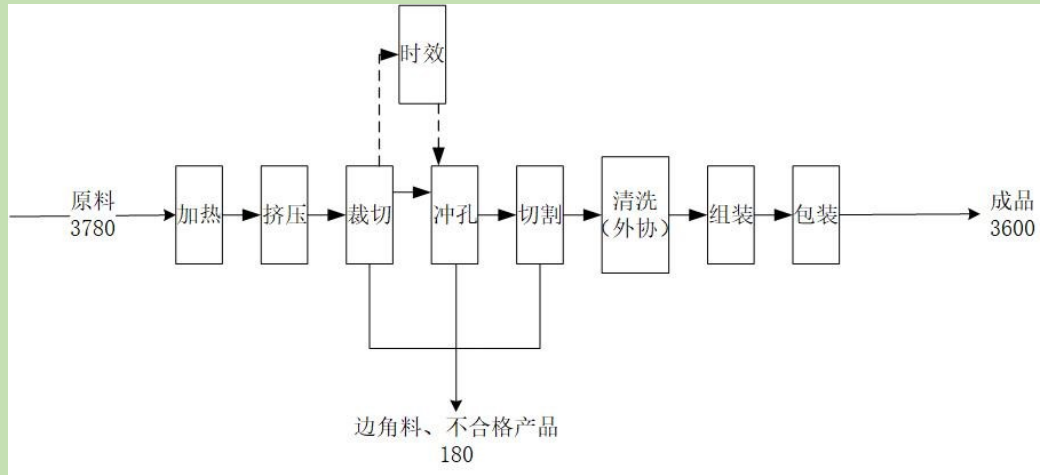 时效
原料
3780
加热
挤压
裁切
冲孔
切割
清洗
（外协）
组装
包装
成品
3600
边角料、不合格产品
180